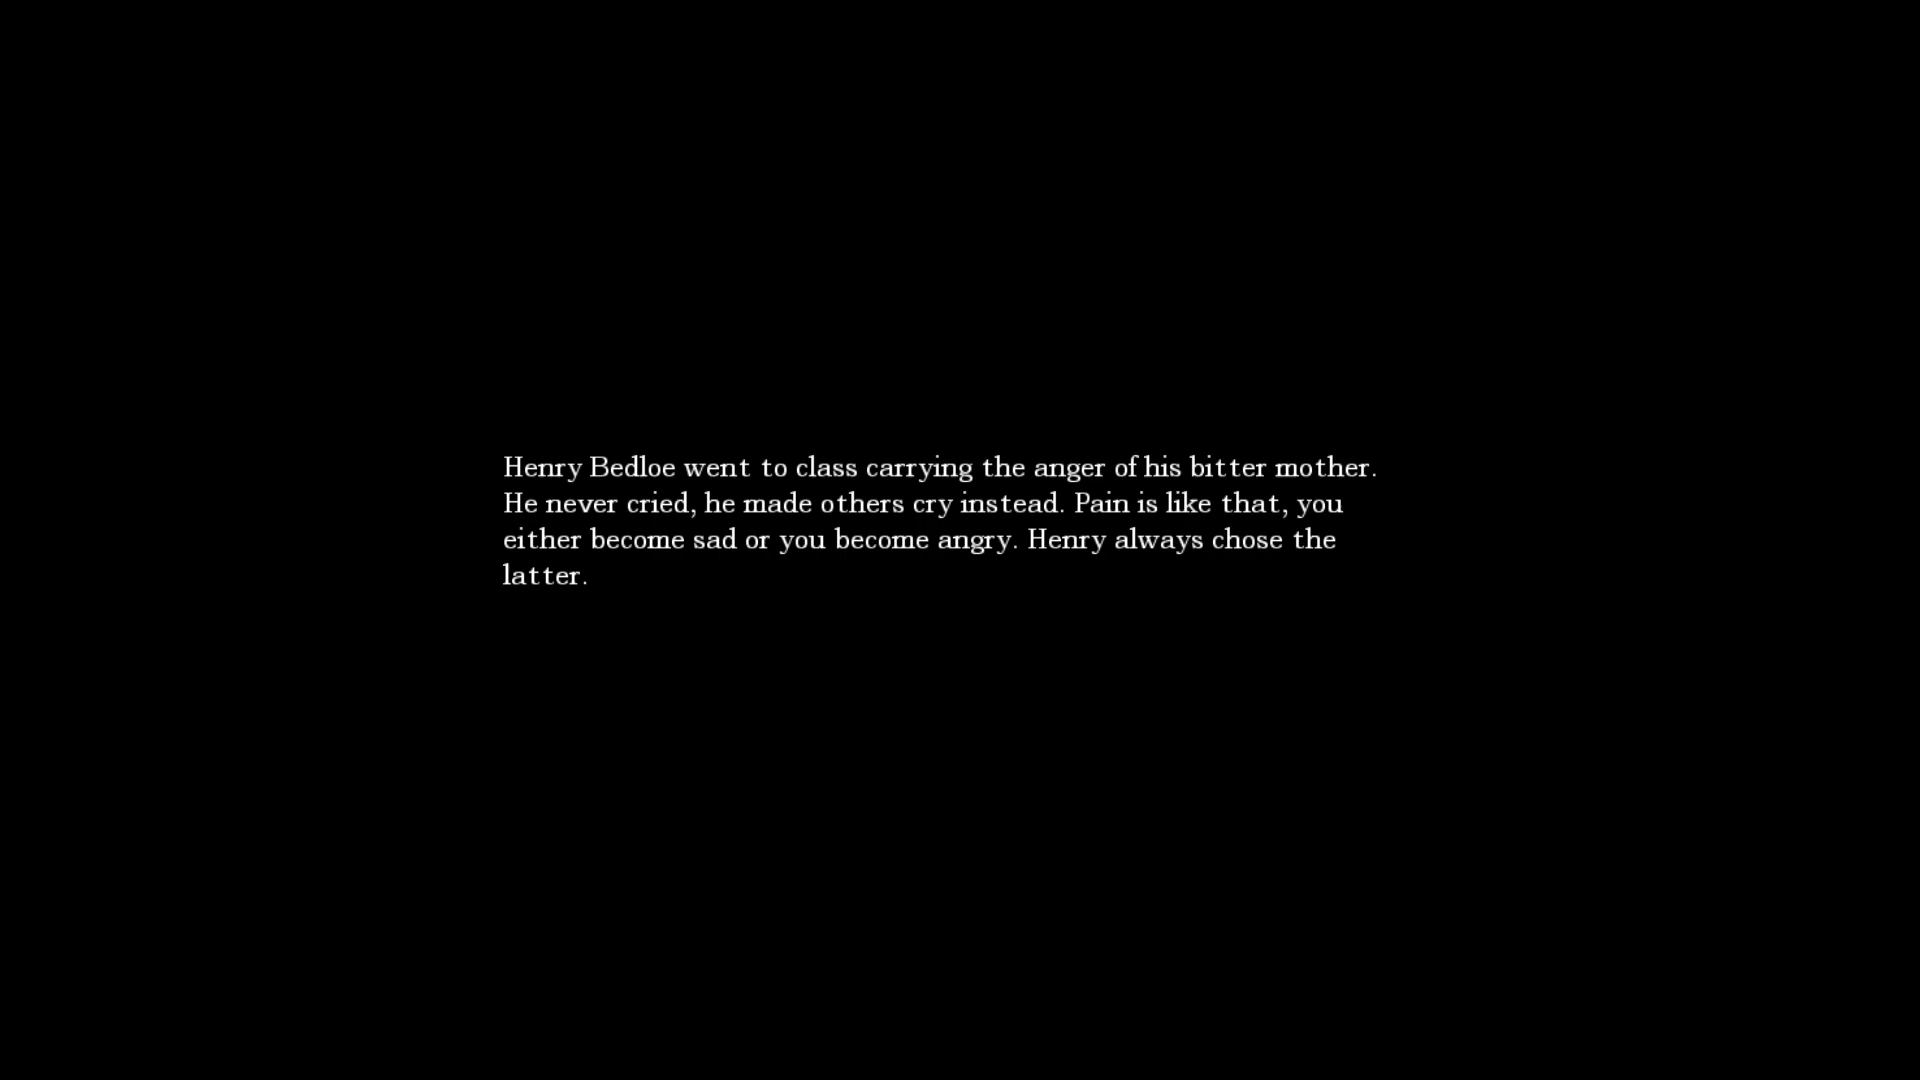 Henry Bedloe went to class carrying the anger of his bitter mother.
He never cried, he made others cry instead. Pain is like that, you
either become sad or you become angry. Henry always chose the
latter.